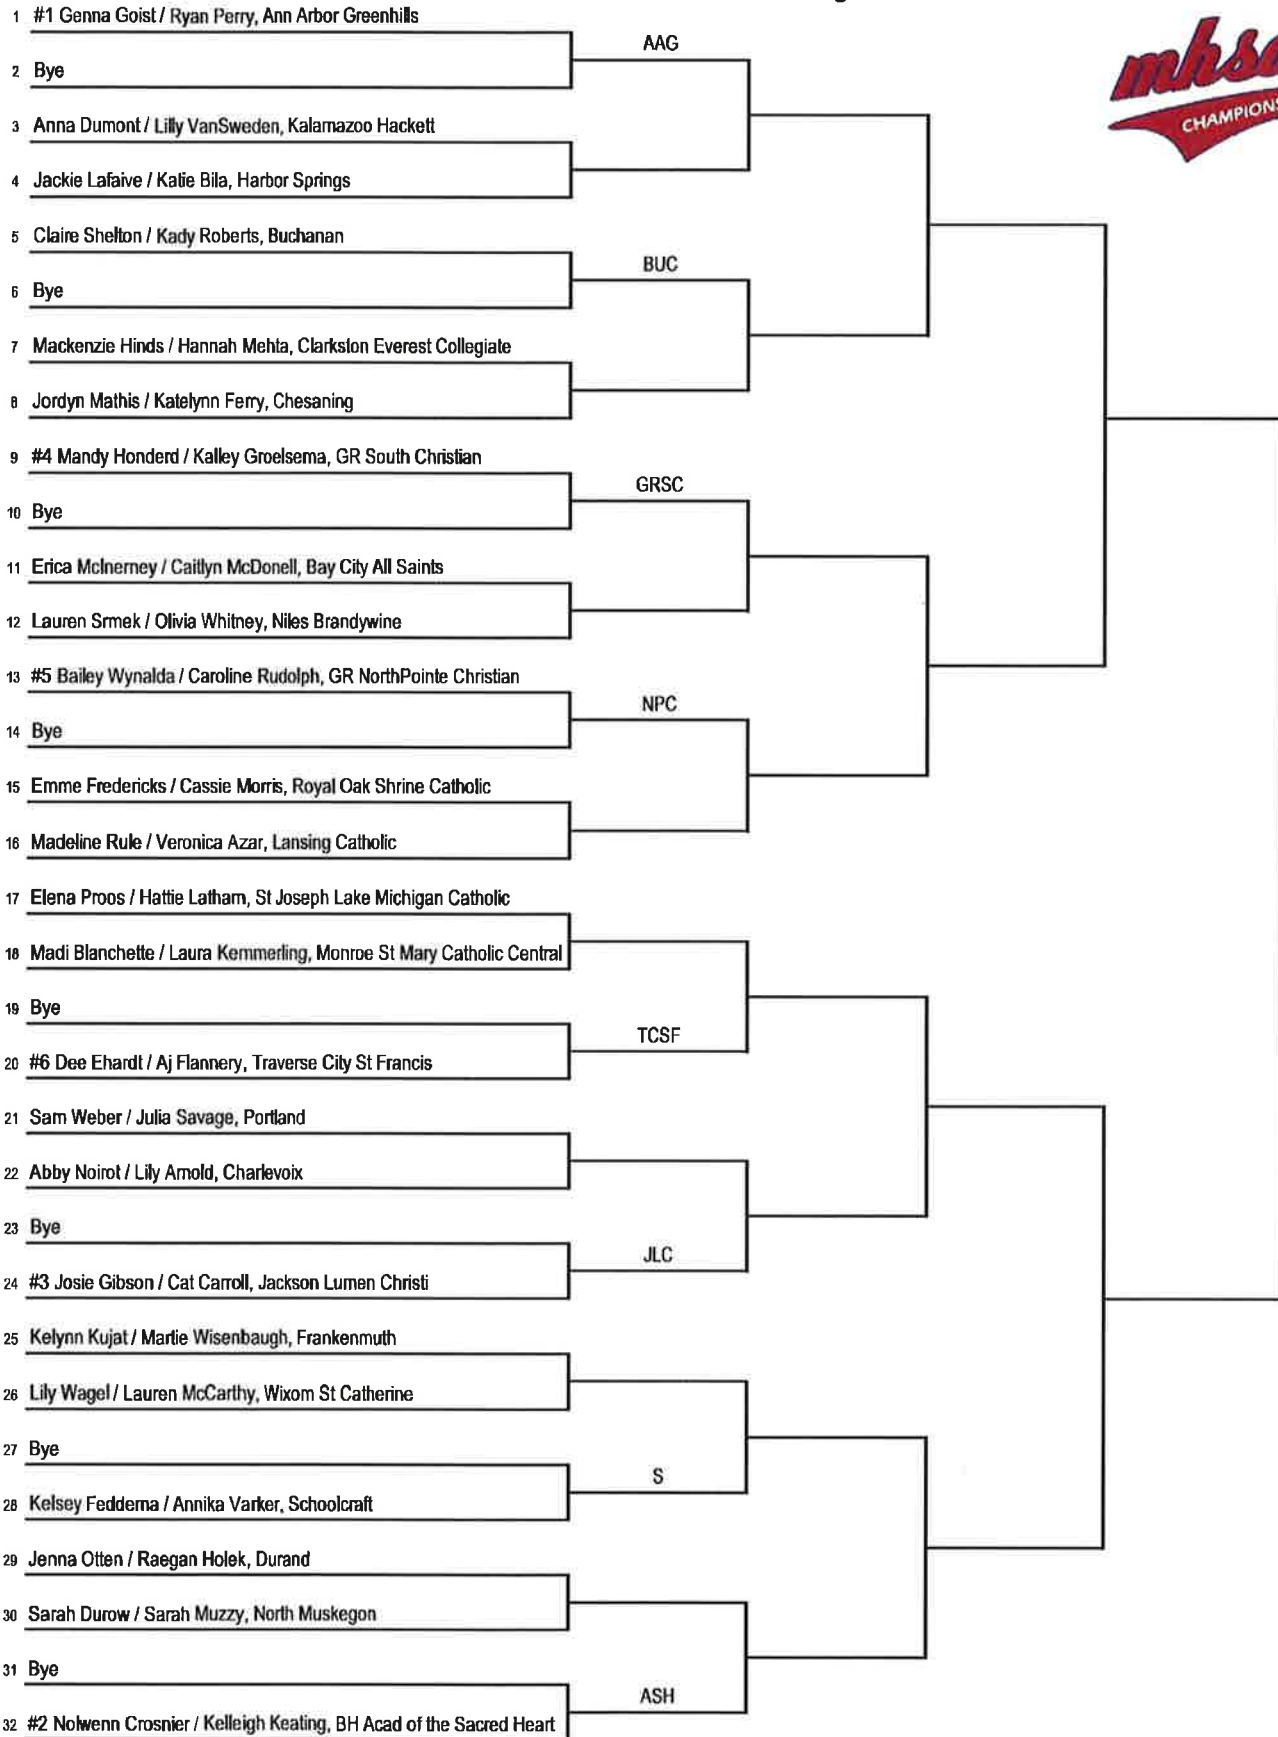 1 #1 Genna Goist / Ryan Perry, Ann Arbor Greenhills
AAG
2 Bye
3 Anna Dumont / Lilly VanSweden, Kalamazoo Hackett
4 Jackie Lafaive / Katie Bila, Harbor Springs
5 Claire Shelton / Kady Roberts, Buchanan
BUC
6 Bye
7 Mackenzie Hinds / Hannah Mehta, Clarkston Everest Collegiate
8 Jordyn Mathis / Katelynn Ferry, Chesaning
9 #4 Mandy Honderd / Kalley Groelsema, GR South Christian
GRSC
10 Bye
11 Erica McInerney / Caitlyn McDonell, Bay City All Saints
12 Lauren Srmek / Olivia Whitney, Niles Brandywine
13 #5 Bailey Wynalda / Caroline Rudolph, GR NorthPointe Christian
NPC
14 Bye
15 Emme Fredericks / Cassie Morris, Royal Oak Shrine Catholic
16 Madeline Rule / Veronica Azar, Lansing Catholic
17 Elena Proos / Hattie Latham, St Joseph Lake Michigan Catholic
18 Madi Blanchette / Laura Kemmerling, Monroe St Mary Catholic Central
19 Bye
TCSF
20 #6 Dee Ehardt / Aj Flannery, Traverse City St Francis
21 Sam Weber / Julia Savage, Portland
22 Abby Noirot / Lily Arnold, Charlevoix
23 Bye
JLC
24 #3 Josie Gibson / Cat Carroll, Jackson Lumen Christi
25 Kelynn Kujat / Martie Wisenbaugh, Frankenmuth
26 Lily Wagel / Lauren McCarthy, Wixom St Catherine
27 Bye
S
28 Kelsey Feddema / Annika Varker, Schoolcraft
29 Jenna Otten / Raegan Holek, Durand
30 Sarah Durow / Sarah Muzzy, North Muskegon
31 Bye
ASH
32 #2 Nolwenn Crosnier / Kelleigh Keating, BH Acad of the Sacred Heart
mhsa
CHAMPIONS